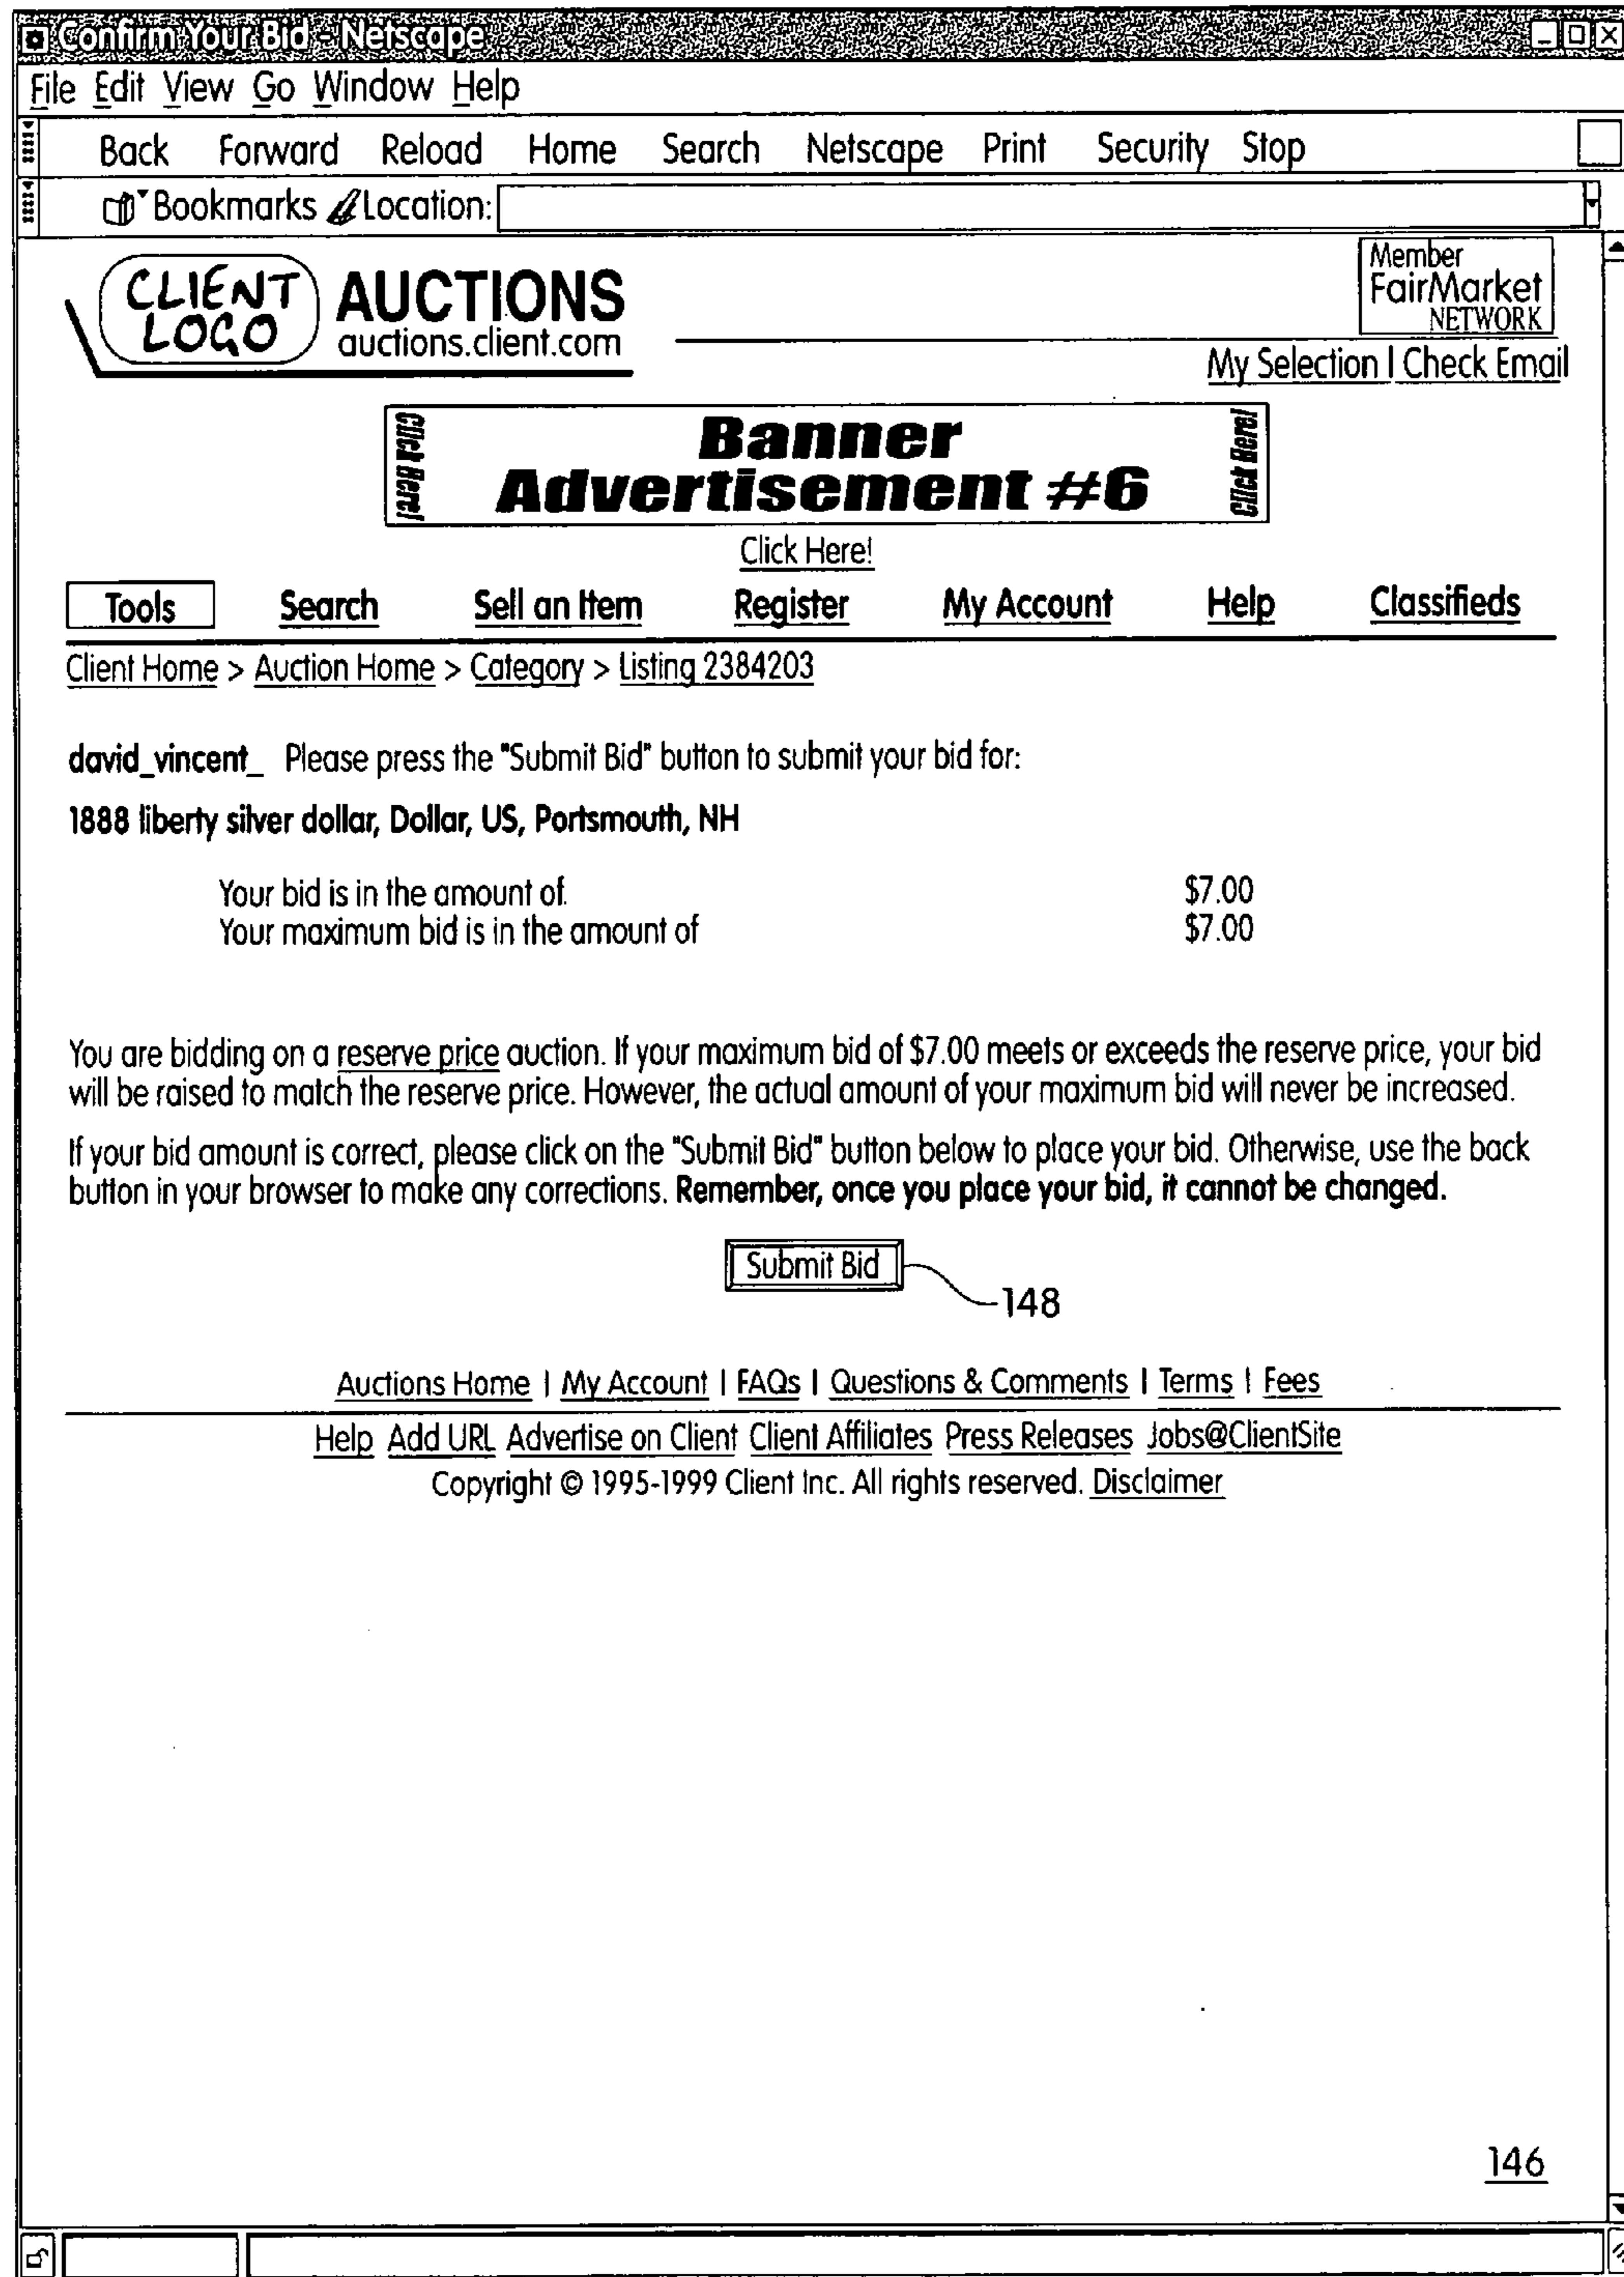 Confirm Your Bid - Netscape
File Edit View Go Window Help
Back Forward Reload Home Search Netscape Print Security Stop
Bookmarks Location:
CLIENT
LOGO
AUCTIONS
auctions.client.com
Member
FairMarket
NETWORK
My Selection | Check Email
Click Here!
Banner
Advertisement #6
Click Here!
Click Here!
Tools Search Sell an Item Register My Account Help Classifieds
Client Home > Auction Home > Category > Listing 2384203
david_vincent_ Please press the "Submit Bid" button to submit your bid for:
1888 liberty silver dollar, Dollar, US, Portsmouth, NH
Your bid is in the amount of. $7.00
Your maximum bid is in the amount of $7.00
You are bidding on a reserve price auction. If your maximum bid of $7.00 meets or exceeds the reserve price, your bid
will be raised to match the reserve price. However, the actual amount of your maximum bid will never be increased.
If your bid amount is correct, please click on the "Submit Bid" button below to place your bid. Otherwise, use the back
button in your browser to make any corrections. Remember, once you place your bid, it cannot be changed.
Submit Bid
148
Auctions Home | My Account | FAQs | Questions & Comments | Terms | Fees
Help Add URL Advertise on Client Client Affiliates Press Releases Jobs@ClientSite
Copyright © 1995-1999 Client Inc. All rights reserved. Disclaimer
146